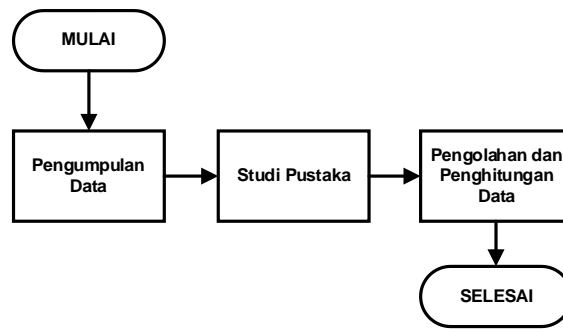 MULAI
Pengumpulan
Data
Studi Pustaka
Pengolahan dan
Penghitungan
Data
SELESAI